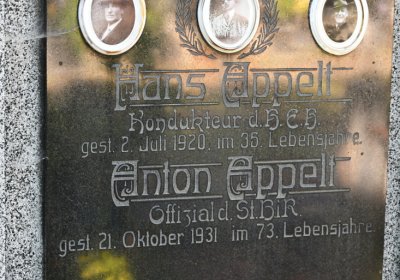 Hans Appelt
Kondukteur d. B. E. B.
gest. 2. Juli 1920, im 35. Lebensjahre.
Anton Appelt
Offizial d. St. B. i. R.
gest. 21. Oktober 1931 im 73. Lebensjahre.